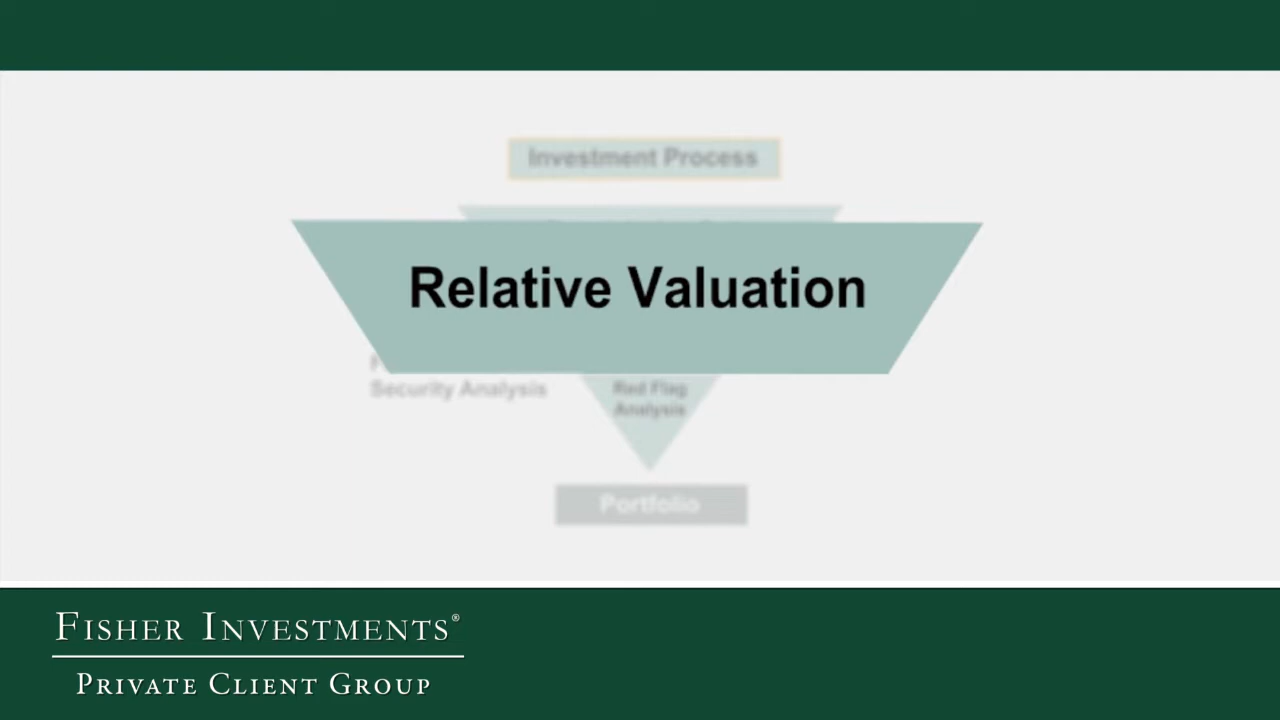 Investment Process
Relative Valuation
Security Analysis
Red Flag
Analysis
Portfolio
FISHER INVESTMENTS®
PRIVATE CLIENT GROUP